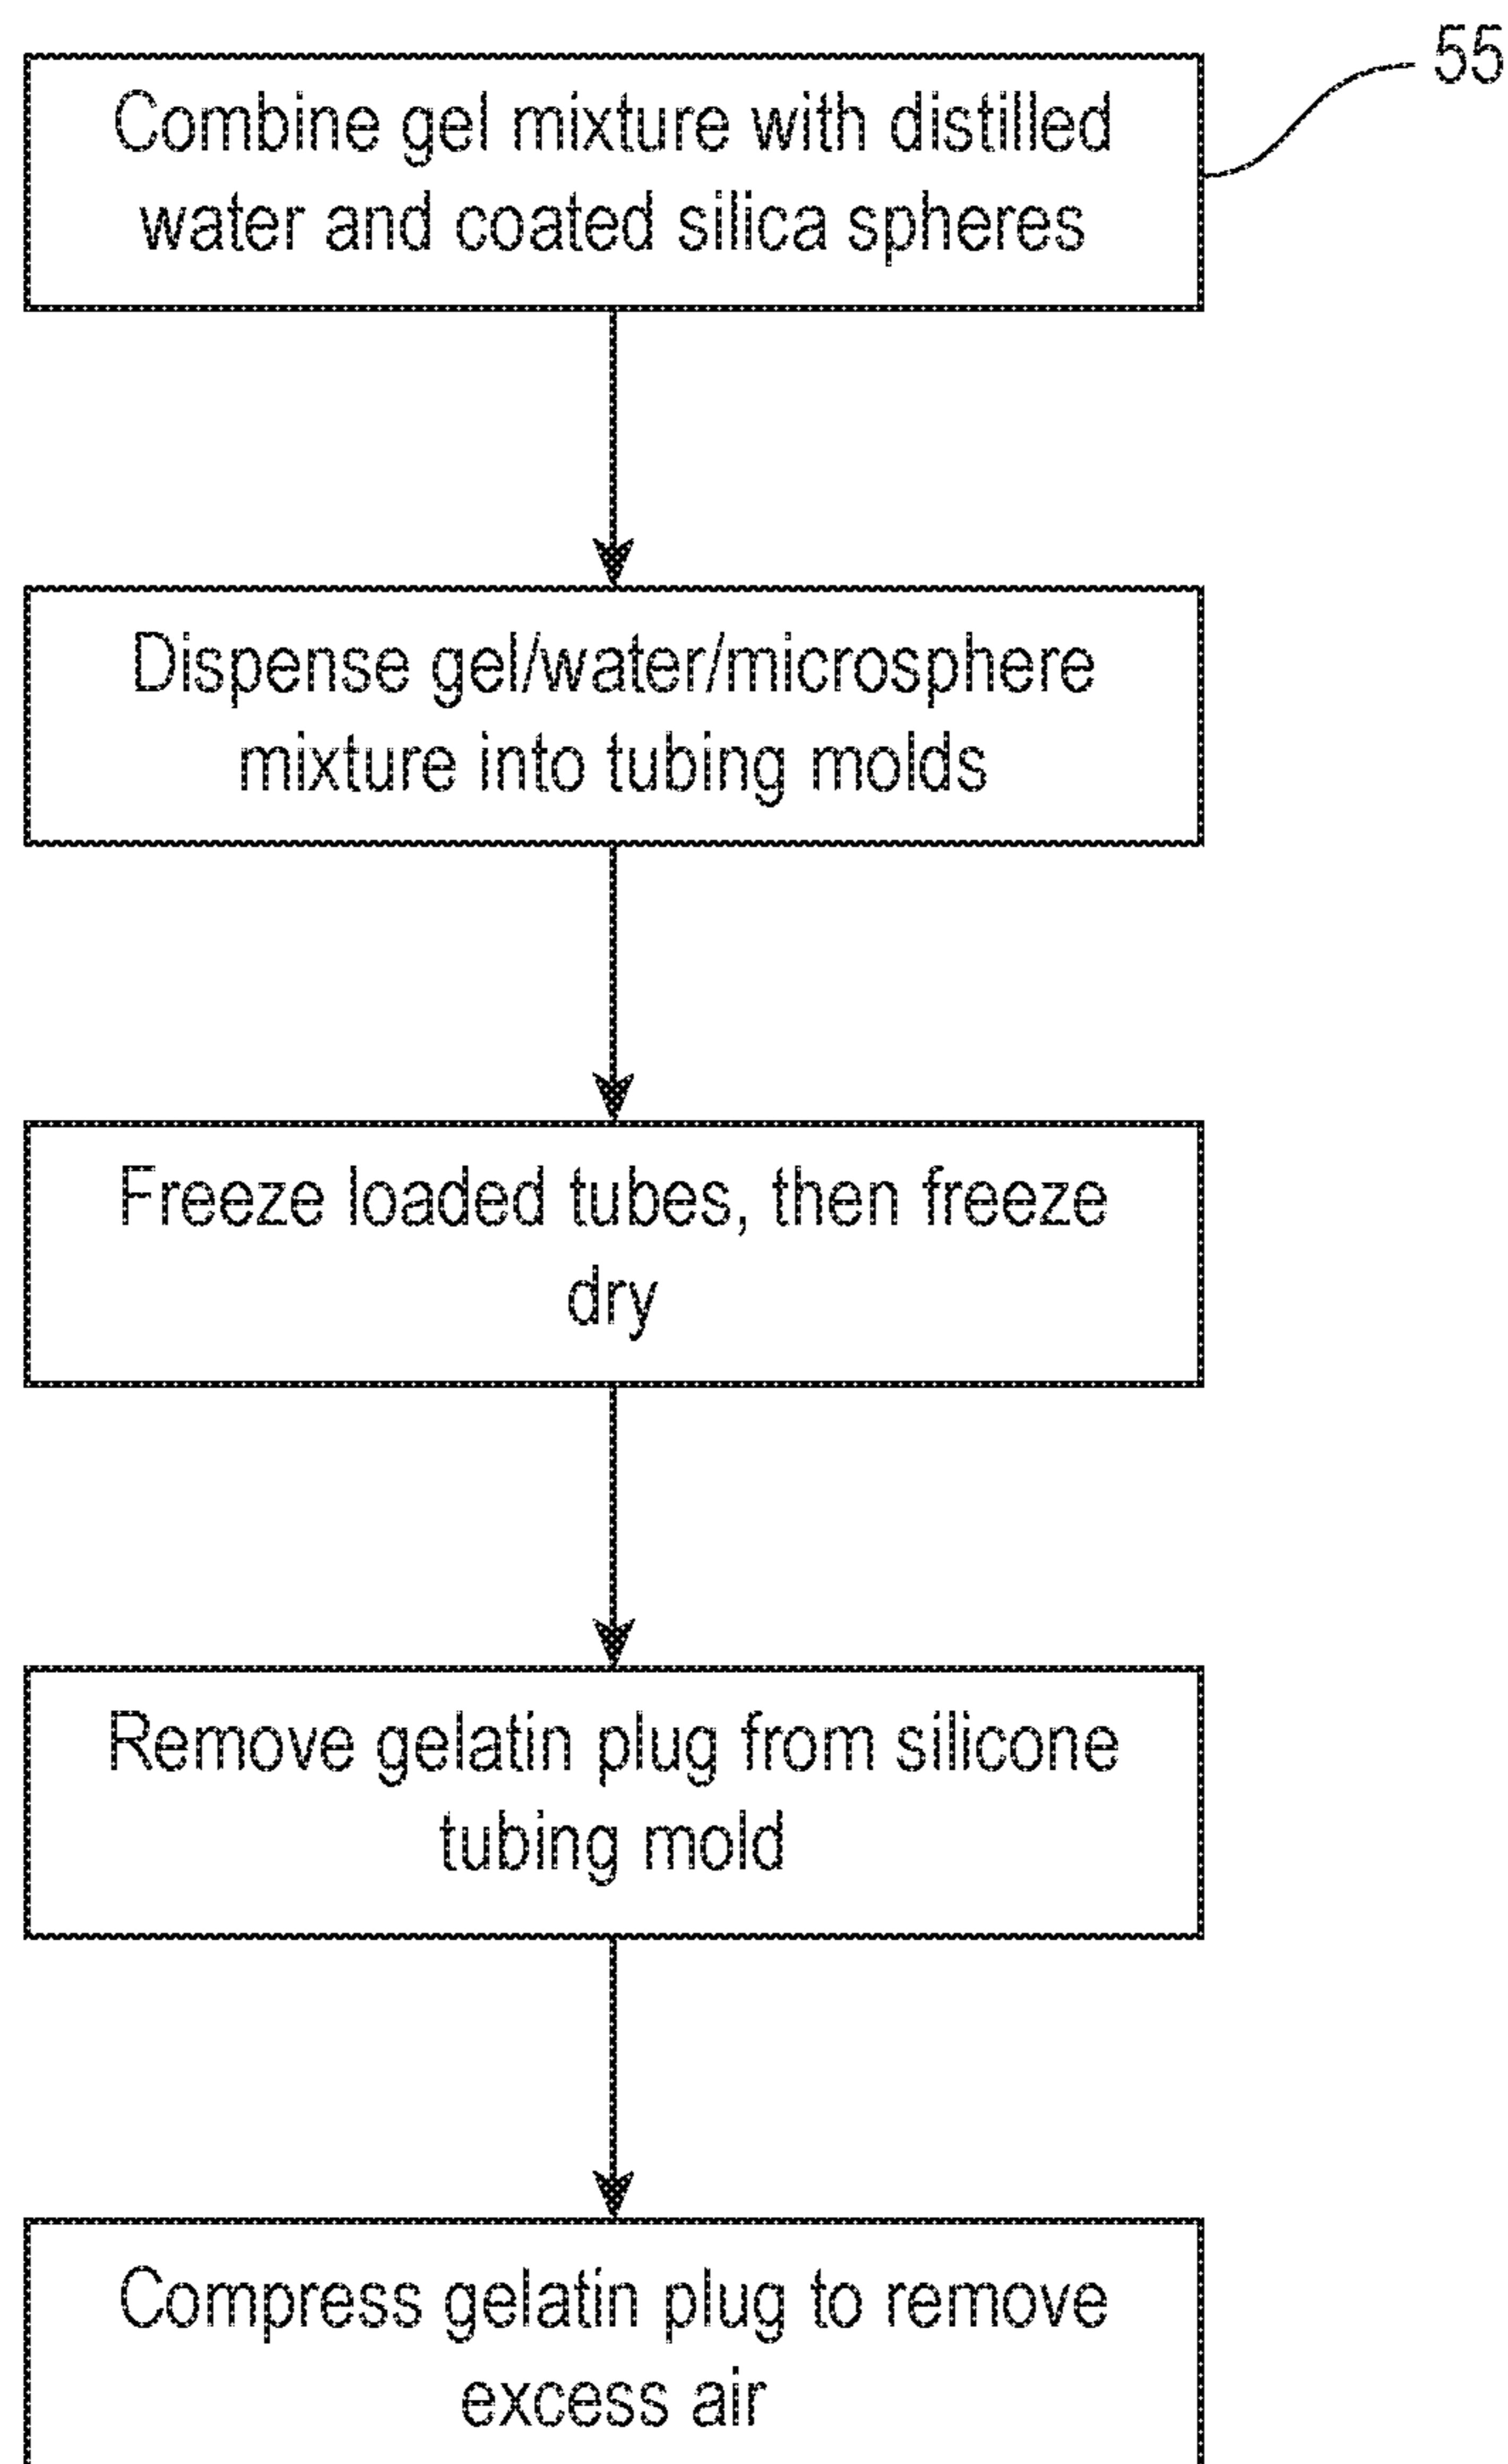 55
Combine gel mixture with distilled
water and coated silica spheres
Dispense gel/water/microsphere
mixture into tubing molds
Freeze loaded tubes, then freeze
dry
Remove gelatin plug from silicone
tubing mold
Compress gelatin plug to remove
excess air